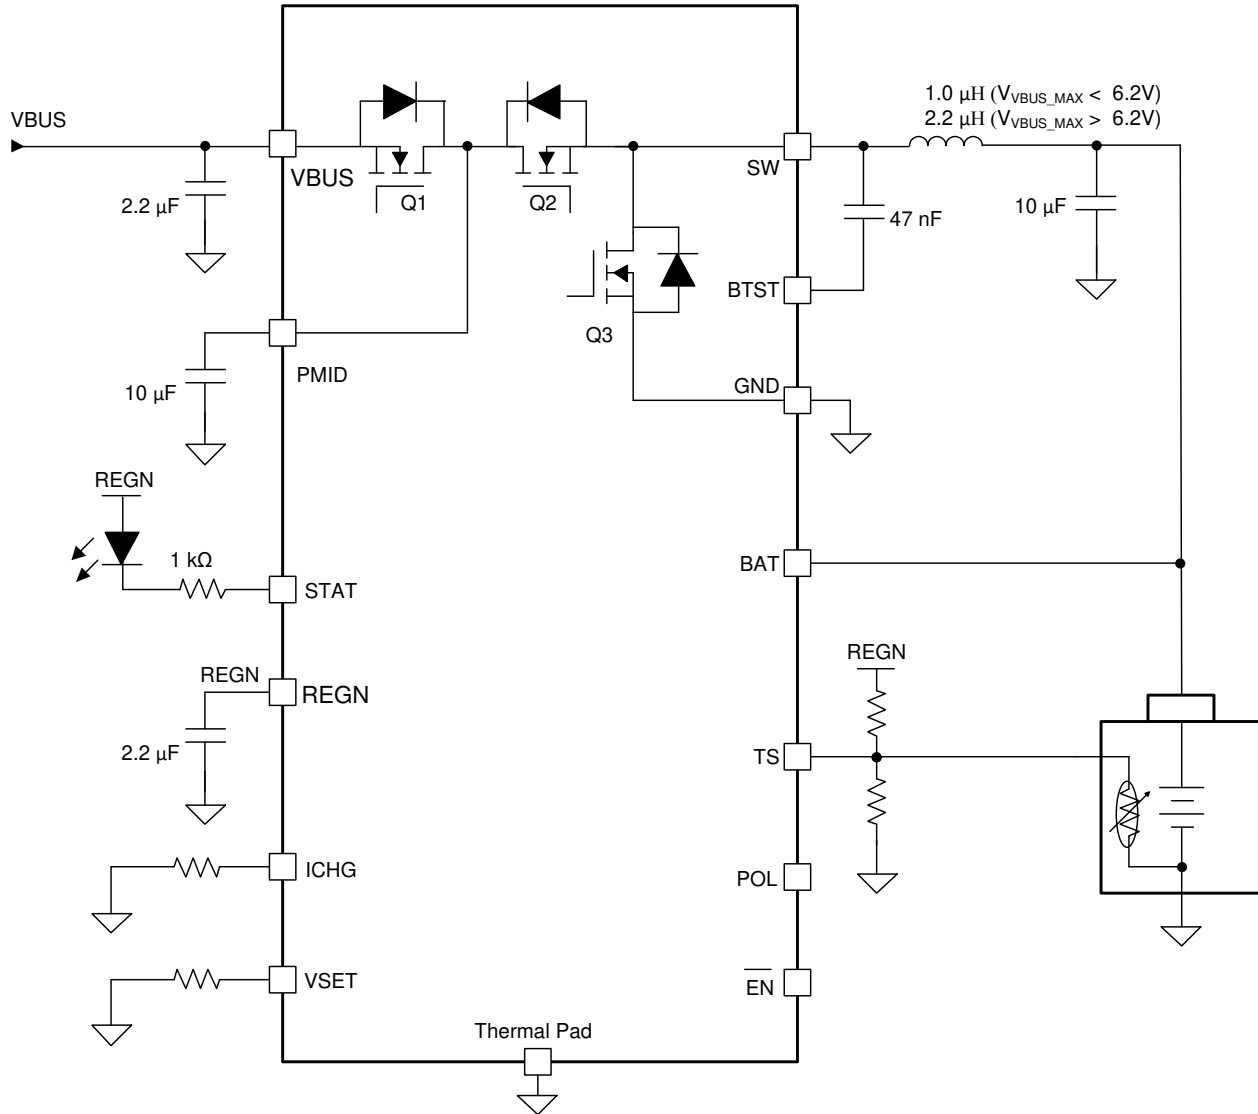 1.0 µH (VVBUS_MAX < 6.2V)
2.2 µH (VVBUS_MAX > 6.2V)
VBUS
VBUS
Q1
Q2
SW
2.2 µF
47 nF
10 µF
BTST
Q3
PMID
GND
10 µF
REGN
1 kΩ
STAT
BAT
REGN
REGN
REGN
2.2 µF
TS
ICHG
POL
VSET
EN
Thermal Pad